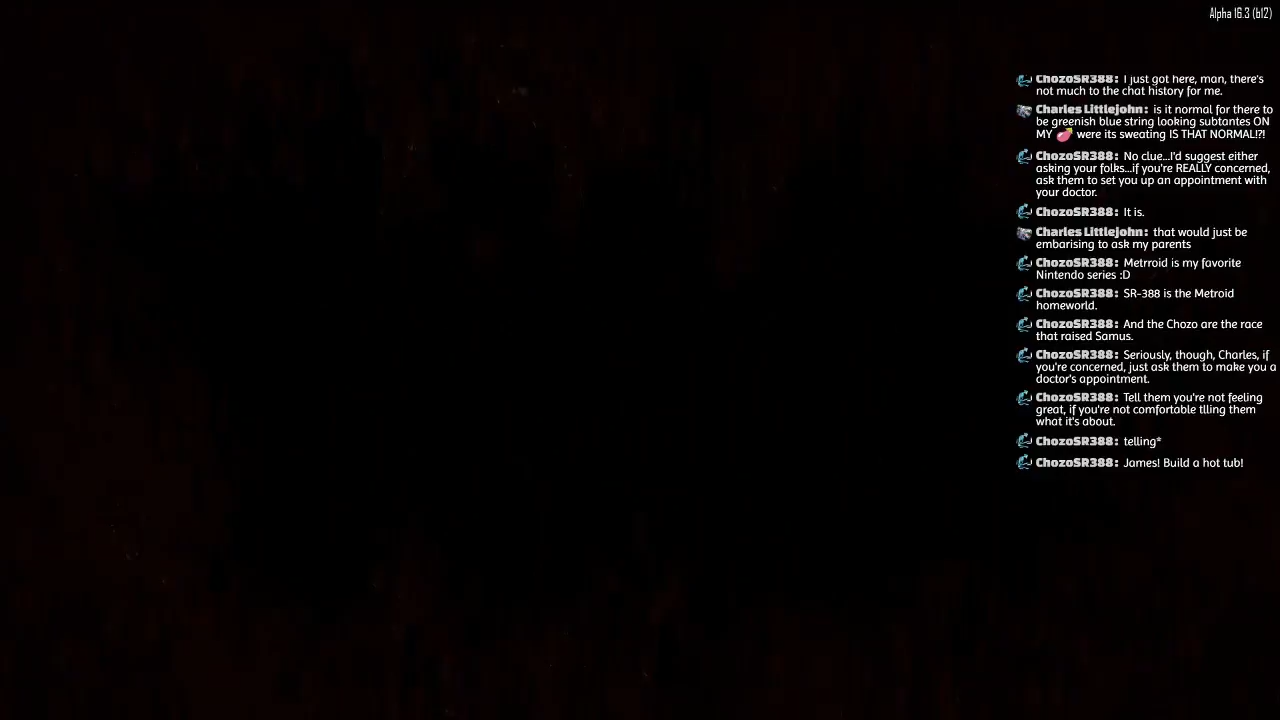 Alpha 16.3 (b12)
ChozoSR388: I just got here, man, there's
not much to the chat history for me.
Charles Littlejohn: is it normal for there to
be greenish blue string looking subtantes ON
MY were its sweating IS THAT NORMAL!?!
ChozoSR388: No clue...I'd suggest either
asking your folks...if you're REALLY concerned,
ask them to set you up an appointment with
your doctor.
ChozoSR388: It is.
Charles Littlejohn: that would just be
embarising to ask my parents
ChozoSR388: Metrroid is my favorite
Nintendo series :D
ChozoSR388: SR-388 is the Metroid
homeworld.
ChozoSR388: And the Chozo are the race
that raised Samus.
ChozoSR388: Seriously, though, Charles, if
you're concerned, just ask them to make you a
doctor's appointment.
ChozoSR388: Tell them you're not feeling
great, if you're not comfortable tlling them
what it's about.
ChozoSR388: telling*
ChozoSR388: James! Build a hot tub!